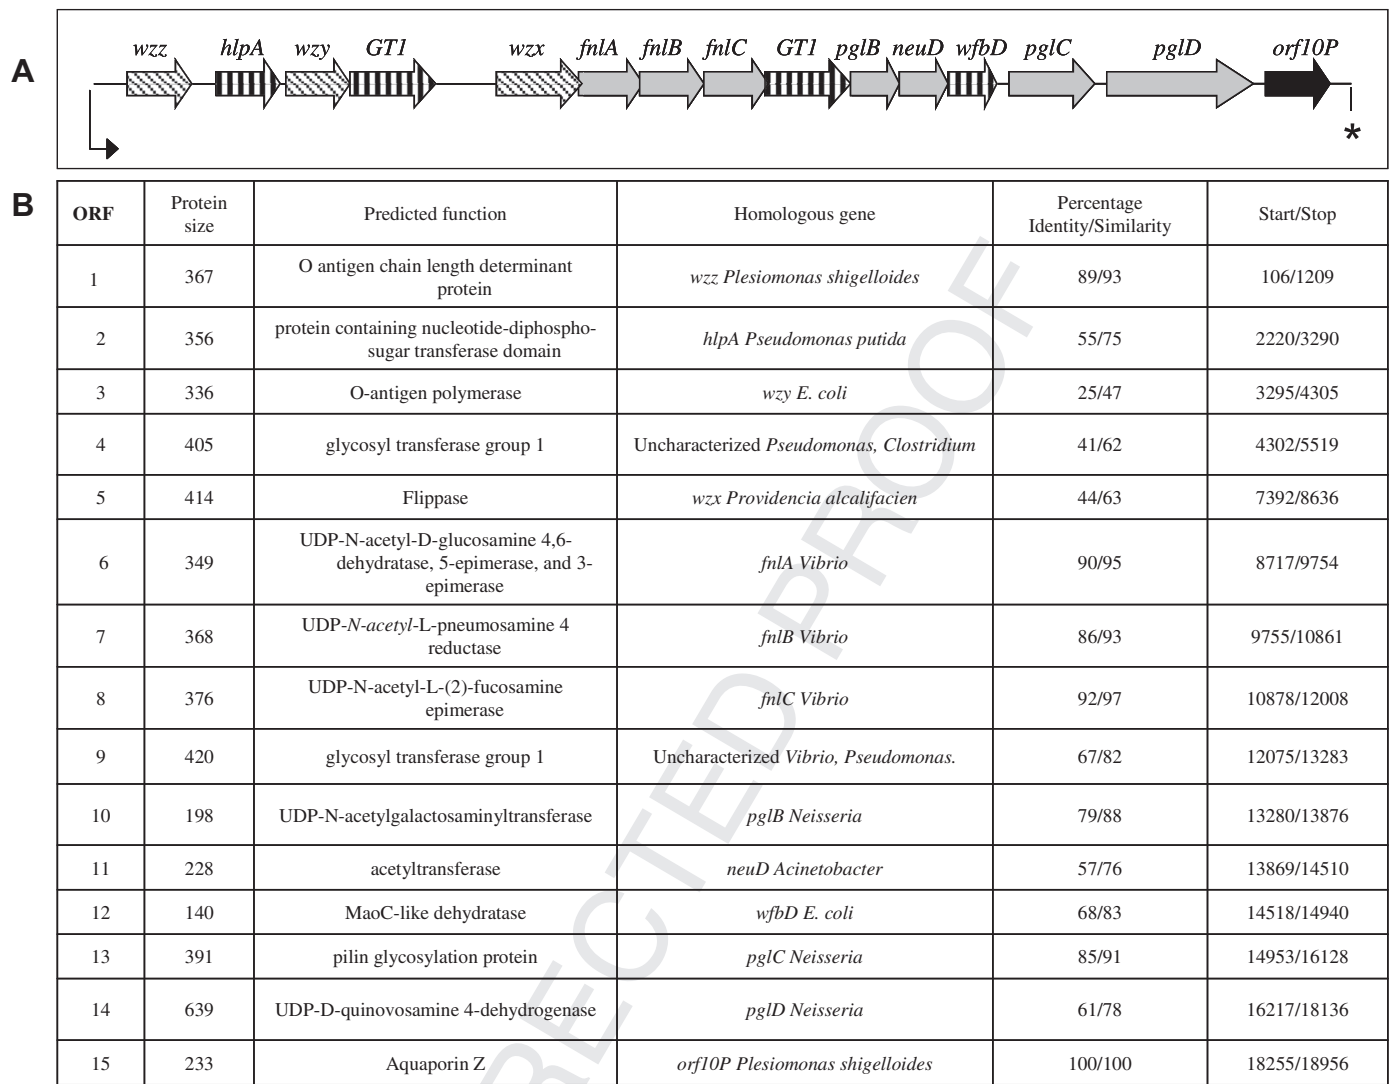 A
wzz hlpA wzy GT1 wzx fnlA fnlB fnlC GT1 pglB neuD wfbD pglC pglD orf10P
*
B
ORF Protein size Predicted function Homologous gene Percentage Identity/Similarity Start/Stop
1 367 O antigen chain length determinant protein wzz Plesiomonas shigelloides 89/93 106/1209
2 356 protein containing nucleotide-diphospho-sugar transferase domain hlpA Pseudomonas putida 55/75 2220/3290
3 336 O-antigen polymerase wzy E. coli 25/47 3295/4305
4 405 glycosyl transferase group 1 Uncharacterized Pseudomonas, Clostridium 41/62 4302/5519
5 414 Flippase wzx Providencia alcalifacien 44/63 7392/8636
6 349 UDP-N-acetyl-D-glucosamine 4,6-dehydratase, 5-epimerase, and 3-epimerase fnlA Vibrio 90/95 8717/9754
7 368 UDP-N-acetyl-L-pneumosamine 4 reductase fnlB Vibrio 86/93 9755/10861
8 376 UDP-N-acetyl-L-(2)-fucosamine epimerase fnlC Vibrio 92/97 10878/12008
9 420 glycosyl transferase group 1 Uncharacterized Vibrio, Pseudomonas. 67/82 12075/13283
10 198 UDP-N-acetylgalactosaminyltransferase pglB Neisseria 79/88 13280/13876
11 228 acetyltransferase neuD Acinetobacter 57/76 13869/14510
12 140 MaoC-like dehydratase wfbD E. coli 68/83 14518/14940
13 391 pilin glycosylation protein pglC Neisseria 85/91 14953/16128
14 639 UDP-D-quinovosamine 4-dehydrogenase pglD Neisseria 61/78 16217/18136
15 233 Aquaporin Z orf10P Plesiomonas shigelloides 100/100 18255/18956
RECTED PROOF